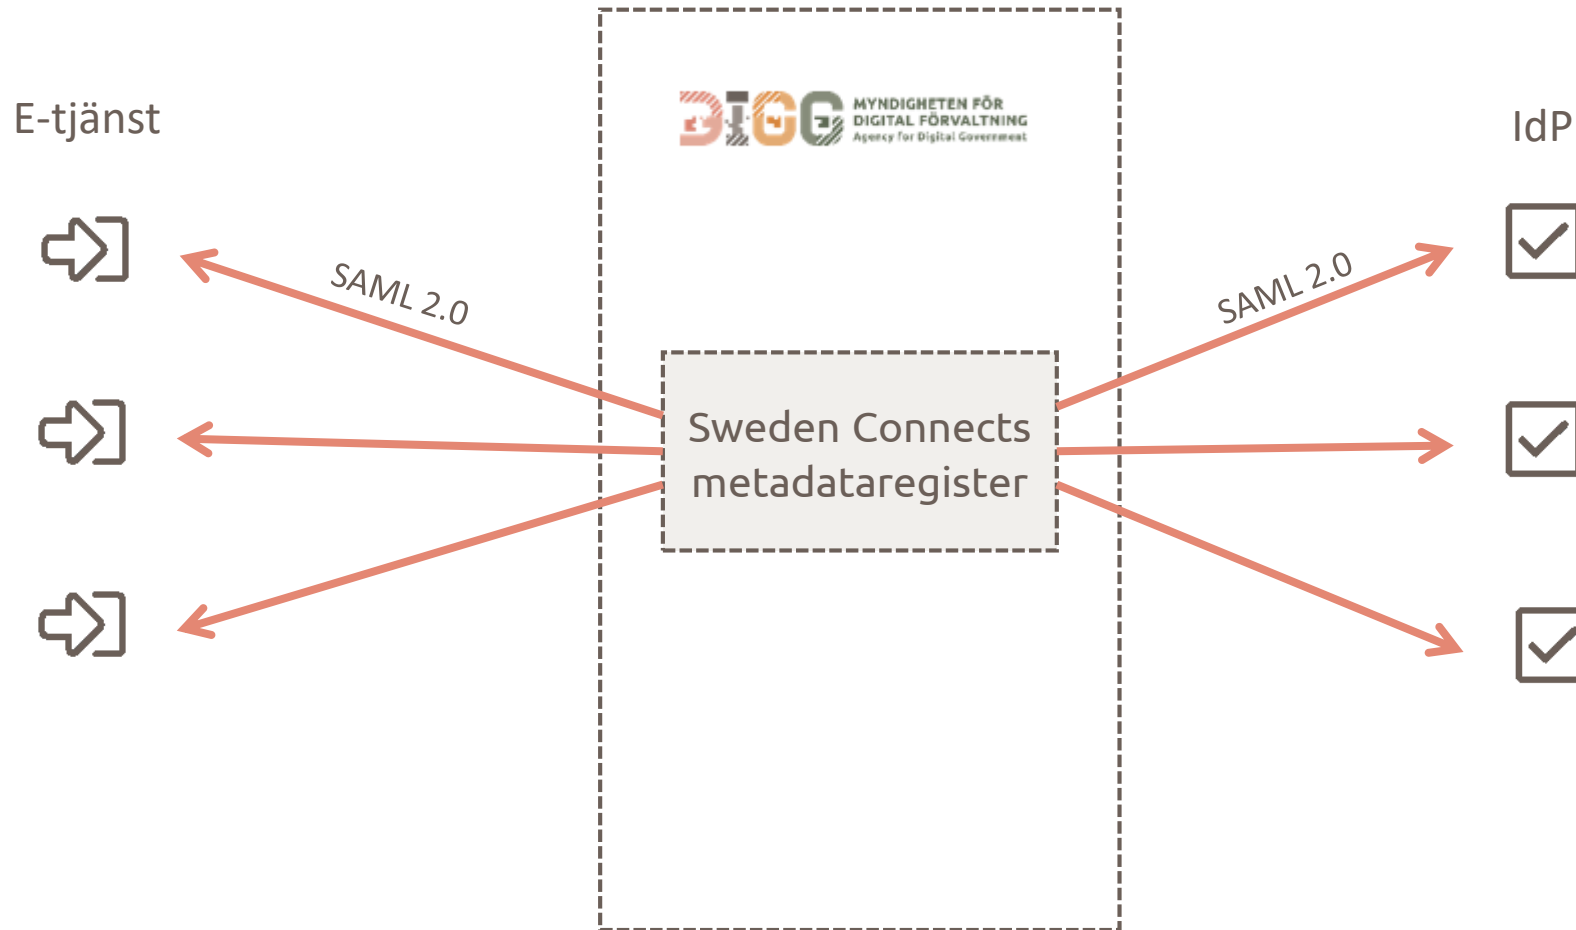 E-tjänst
DIGG
MYNDIGHETEN FÖR
DIGITAL FÖRVALTNING
Agency for Digital Government
IdP
SAML 2.0
SAML 2.0
Sweden Connects
metadataregister